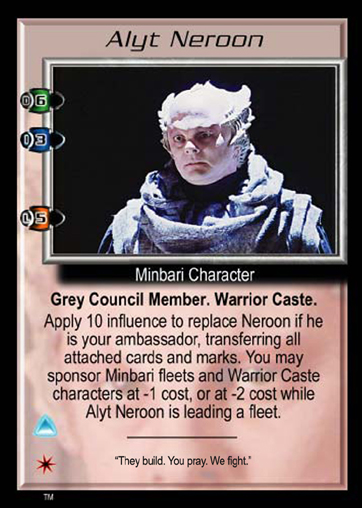 Alyt Neroon
D 6
I 3
L 5
Minbari Character
Grey Council Member. Warrior Caste.
Apply 10 influence to replace Neroon if he
is your ambassador, transferring all
attached cards and marks. You may
sponsor Minbari fleets and Warrior Caste
characters at -1 cost, or at -2 cost while
Alyt Neroon is leading a fleet.
"They build. You pray. We fight."
TM